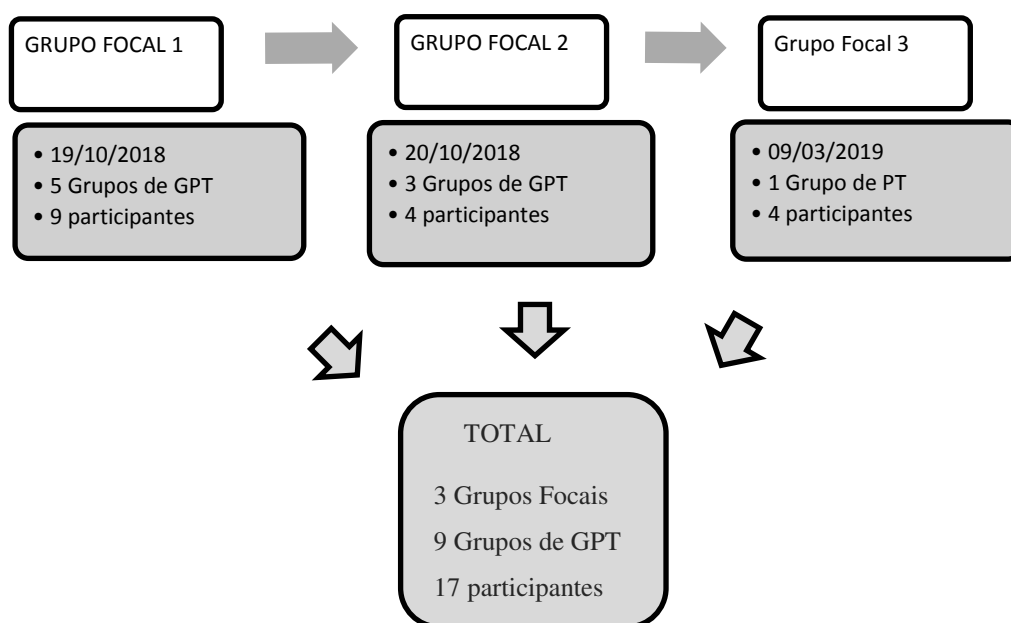 GRUPO FOCAL 1
GRUPO FOCAL 2
Grupo Focal 3
• 19/10/2018
• 5 Grupos de GPT
• 9 participantes
• 20/10/2018
• 3 Grupos de GPT
• 4 participantes
• 09/03/2019
• 1 Grupo de PT
• 4 participantes
TOTAL
3 Grupos Focais
9 Grupos de GPT
17 participantes